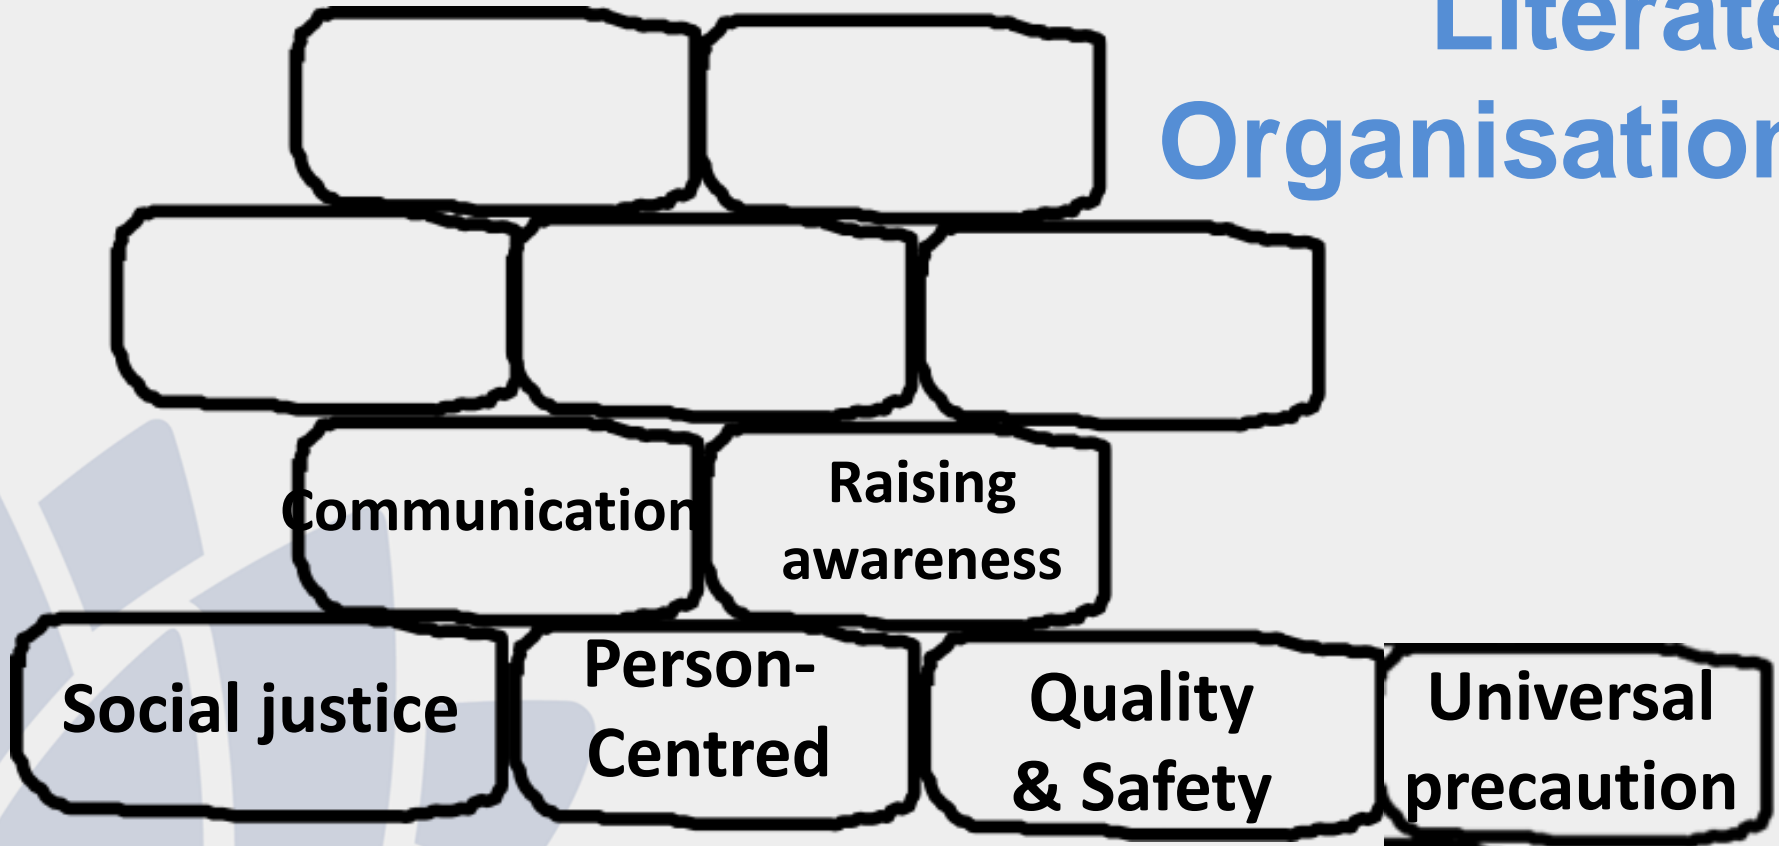 Literate
Organisation
Communication
Raising
awareness
Social justice
Person-
Centred
Quality
& Safety
Universal
precaution